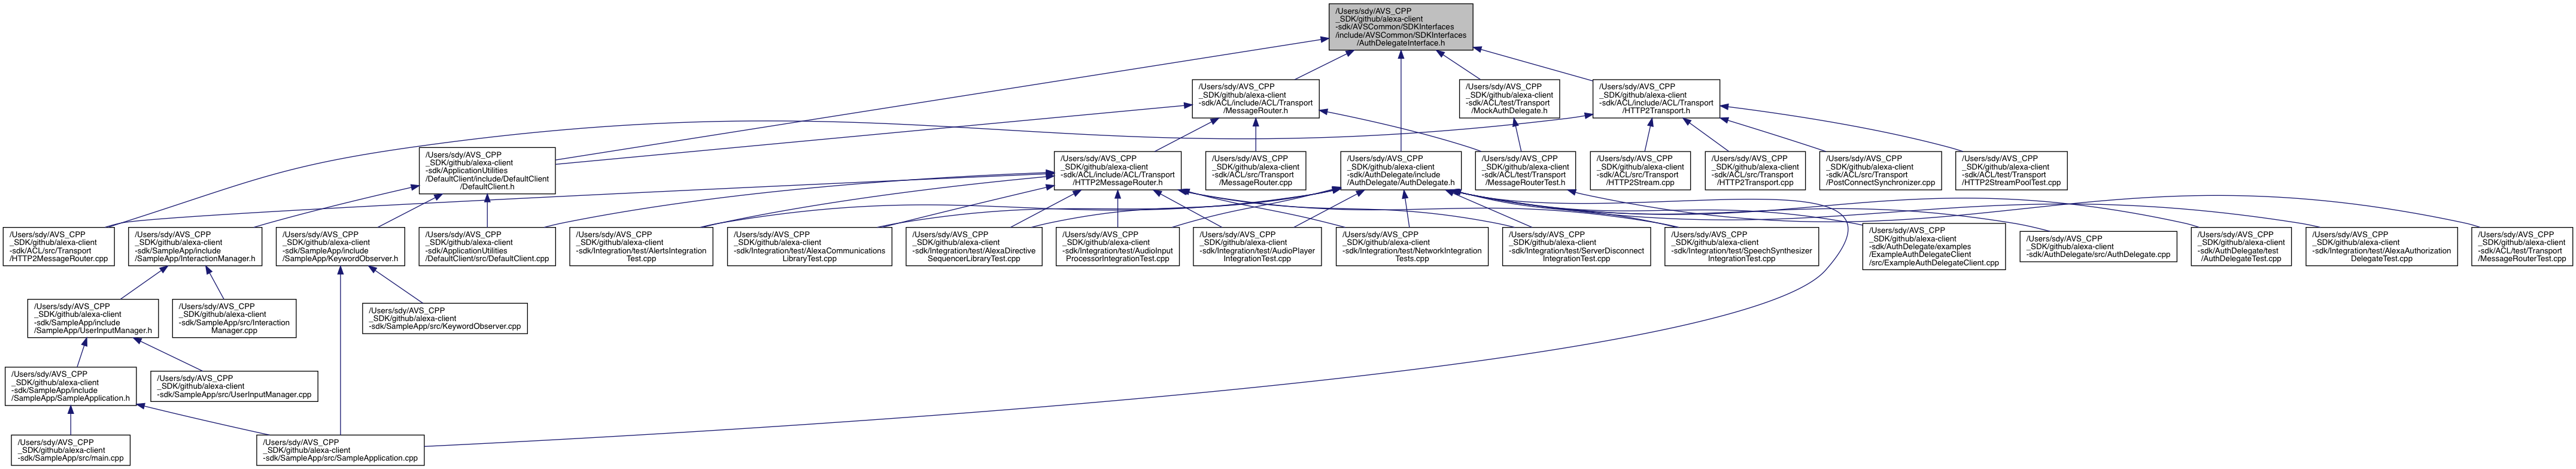 /Users/sdy/AVS_CPP
_SDK/github/alexa-client
-sdk/AVSCommon/SDKInterfaces
/include/AVSCommon/SDKInterfaces
/AuthDelegateInterface.h
/Users/sdy/AVS_CPP
_SDK/github/alexa-client
-sdk/ACL/include/ACL/Transport
/MessageRouter.h
/Users/sdy/AVS_CPP
_SDK/github/alexa-client
-sdk/ACL/test/Transport
/MockAuthDelegate.h
/Users/sdy/AVS_CPP
_SDK/github/alexa-client
-sdk/ACL/include/ACL/Transport
/HTTP2Transport.h
/Users/sdy/AVS_CPP
_SDK/github/alexa-client
-sdk/ApplicationUtilities
/DefaultClient/include/DefaultClient
/DefaultClient.h
/Users/sdy/AVS_CPP
_SDK/github/alexa-client
-sdk/ACL/include/ACL/Transport
/HTTP2MessageRouter.h
/Users/sdy/AVS_CPP
_SDK/github/alexa-client
-sdk/ACL/src/Transport
/MessageRouter.cpp
/Users/sdy/AVS_CPP
_SDK/github/alexa-client
-sdk/AuthDelegate/include
/AuthDelegate/AuthDelegate.h
/Users/sdy/AVS_CPP
_SDK/github/alexa-client
-sdk/ACL/test/Transport
/MessageRouterTest.h
/Users/sdy/AVS_CPP
_SDK/github/alexa-client
-sdk/ACL/src/Transport
/HTTP2Stream.cpp
/Users/sdy/AVS_CPP
_SDK/github/alexa-client
-sdk/ACL/src/Transport
/HTTP2Transport.cpp
/Users/sdy/AVS_CPP
_SDK/github/alexa-client
-sdk/ACL/src/Transport
/PostConnectSynchronizer.cpp
/Users/sdy/AVS_CPP
_SDK/github/alexa-client
-sdk/ACL/test/Transport
/HTTP2StreamPoolTest.cpp
/Users/sdy/AVS_CPP
_SDK/github/alexa-client
-sdk/ACL/src/Transport
/HTTP2MessageRouter.cpp
/Users/sdy/AVS_CPP
_SDK/github/alexa-client
-sdk/SampleApp/include
/SampleApp/InteractionManager.h
/Users/sdy/AVS_CPP
_SDK/github/alexa-client
-sdk/SampleApp/include
/SampleApp/KeywordObserver.h
/Users/sdy/AVS_CPP
_SDK/github/alexa-client
-sdk/ApplicationUtilities
/DefaultClient/src/DefaultClient.cpp
/Users/sdy/AVS_CPP
_SDK/github/alexa-client
-sdk/Integration/test/AlertsIntegration
Test.cpp
/Users/sdy/AVS_CPP
_SDK/github/alexa-client
-sdk/Integration/test/AlexaCommunications
LibraryTest.cpp
/Users/sdy/AVS_CPP
_SDK/github/alexa-client
-sdk/Integration/test/AlexaDirective
SequencerLibraryTest.cpp
/Users/sdy/AVS_CPP
_SDK/github/alexa-client
-sdk/Integration/test/AudioInput
ProcessorIntegrationTest.cpp
/Users/sdy/AVS_CPP
_SDK/github/alexa-client
-sdk/Integration/test/AudioPlayer
IntegrationTest.cpp
/Users/sdy/AVS_CPP
_SDK/github/alexa-client
-sdk/Integration/test/NetworkIntegration
Tests.cpp
/Users/sdy/AVS_CPP
_SDK/github/alexa-client
-sdk/Integration/test/ServerDisconnect
IntegrationTest.cpp
/Users/sdy/AVS_CPP
_SDK/github/alexa-client
-sdk/Integration/test/SpeechSynthesizer
IntegrationTest.cpp
/Users/sdy/AVS_CPP
_SDK/github/alexa-client
-sdk/AuthDelegate/examples
/ExampleAuthDelegateClient
/src/ExampleAuthDelegateClient.cpp
/Users/sdy/AVS_CPP
_SDK/github/alexa-client
-sdk/AuthDelegate/src/AuthDelegate.cpp
/Users/sdy/AVS_CPP
_SDK/github/alexa-client
-sdk/AuthDelegate/test
/AuthDelegateTest.cpp
/Users/sdy/AVS_CPP
_SDK/github/alexa-client
-sdk/Integration/test/AlexaAuthorization
DelegateTest.cpp
/Users/sdy/AVS_CPP
_SDK/github/alexa-client
-sdk/ACL/test/Transport
/MessageRouterTest.cpp
/Users/sdy/AVS_CPP
_SDK/github/alexa-client
-sdk/SampleApp/include
/SampleApp/UserInputManager.h
/Users/sdy/AVS_CPP
_SDK/github/alexa-client
-sdk/SampleApp/src/Interaction
Manager.cpp
/Users/sdy/AVS_CPP
_SDK/github/alexa-client
-sdk/SampleApp/src/KeywordObserver.cpp
/Users/sdy/AVS_CPP
_SDK/github/alexa-client
-sdk/SampleApp/include
/SampleApp/SampleApplication.h
/Users/sdy/AVS_CPP
_SDK/github/alexa-client
-sdk/SampleApp/src/UserInputManager.cpp
/Users/sdy/AVS_CPP
_SDK/github/alexa-client
-sdk/SampleApp/src/main.cpp
/Users/sdy/AVS_CPP
_SDK/github/alexa-client
-sdk/SampleApp/src/SampleApplication.cpp